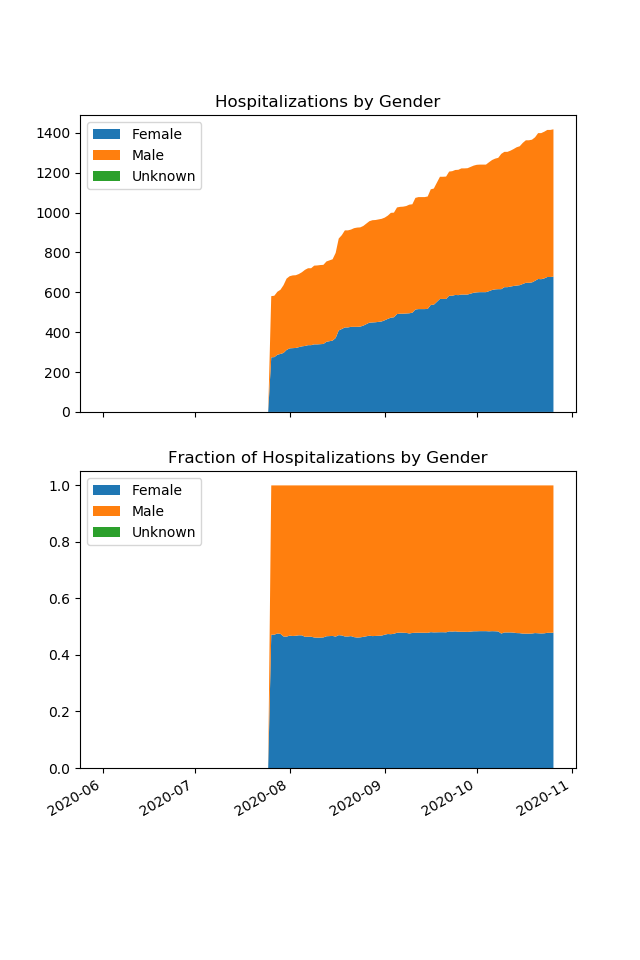 Hospitalizations by Gender
1400
1200
1000
800
600
400
200
0
Female
Male
Unknown
Fraction of Hospitalizations by Gender
1.0
0.8
0.6
0.4
0.2
0.0
Female
Male
Unknown
2020-06
2020-07
2020-08
2020-09
2020-10
2020-11